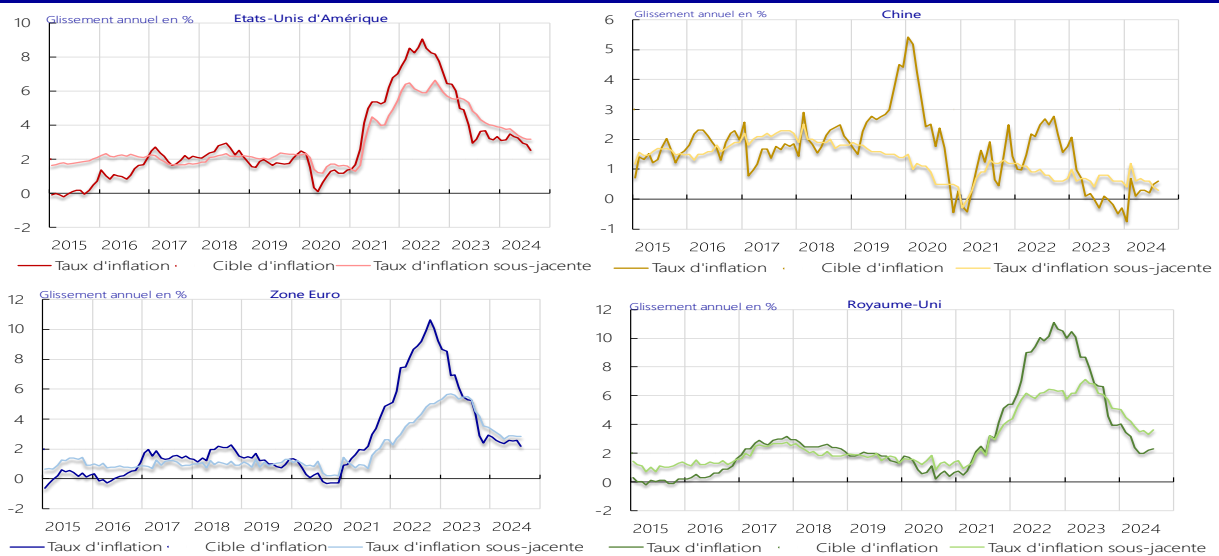 Glissement annuel en %
Etats-Unis d'Amérique
10
8
6
4
2
0
-2
2015 2016 2017 2018 2019 2020 2021 2022 2023 2024
Taux d'inflation Cible d'inflation Taux d'inflation sous-jacente
Glissement annuel en %
Chine
6
5
4
3
2
1
0
-1
2015 2016 2017 2018 2019 2020 2021 2022 2023 2024
Taux d'inflation Cible d'inflation Taux d'inflation sous-jacente
Glissement annuel en %
Zone Euro
12
10
8
6
4
2
0
-2
2015 2016 2017 2018 2019 2020 2021 2022 2023 2024
Taux d'inflation Cible d'inflation Taux d'inflation sous-jacente
Glissement annuel en %
Royaume-Uni
12
10
8
6
4
2
0
-2
2015 2016 2017 2018 2019 2020 2021 2022 2023 2024
Taux d'inflation Cible d'inflation Taux d'inflation sous-jacente